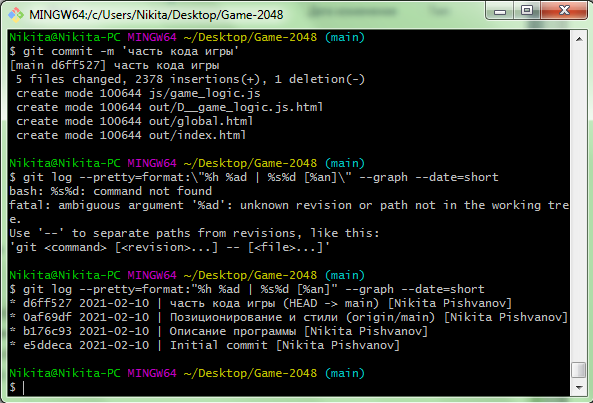 MINGW64:/c/Users/Nikita/Desktop/Game-2048
Nikita@Nikita-PC MINGW64 ~/Desktop/Game-2048 (main)
$ git commit -m 'часть кода игры'
[main d6ff527] часть кода игры
 5 files changed, 2378 insertions(+), 1 deletion(-)
 create mode 100644 js/game_logic.js
 create mode 100644 out/D__game_logic.js.html
 create mode 100644 out/global.html
 create mode 100644 out/index.html
Nikita@Nikita-PC MINGW64 ~/Desktop/Game-2048 (main)
$ git log --pretty=format:\"%h %ad | %s%d [%an]\" --graph --date=short
bash: %s%d: command not found
fatal: ambiguous argument '%ad': unknown revision or path not in the working tre
e.
Use '--' to separate paths from revisions, like this:
'git <command> [<revision>...] -- [<file>...]'
Nikita@Nikita-PC MINGW64 ~/Desktop/Game-2048 (main)
$ git log --pretty=format:"%h %ad | %s%d [%an]" --graph --date=short
* d6ff527 2021-02-10 | часть кода игры (HEAD -> main) [Nikita Pishvanov]
* 0af69df 2021-02-10 | Позиционирование и стили (origin/main) [Nikita Pishvanov]
* b176c93 2021-02-10 | Описание программы [Nikita Pishvanov]
* e5ddeca 2021-02-10 | Initial commit [Nikita Pishvanov]
Nikita@Nikita-PC MINGW64 ~/Desktop/Game-2048 (main)
$